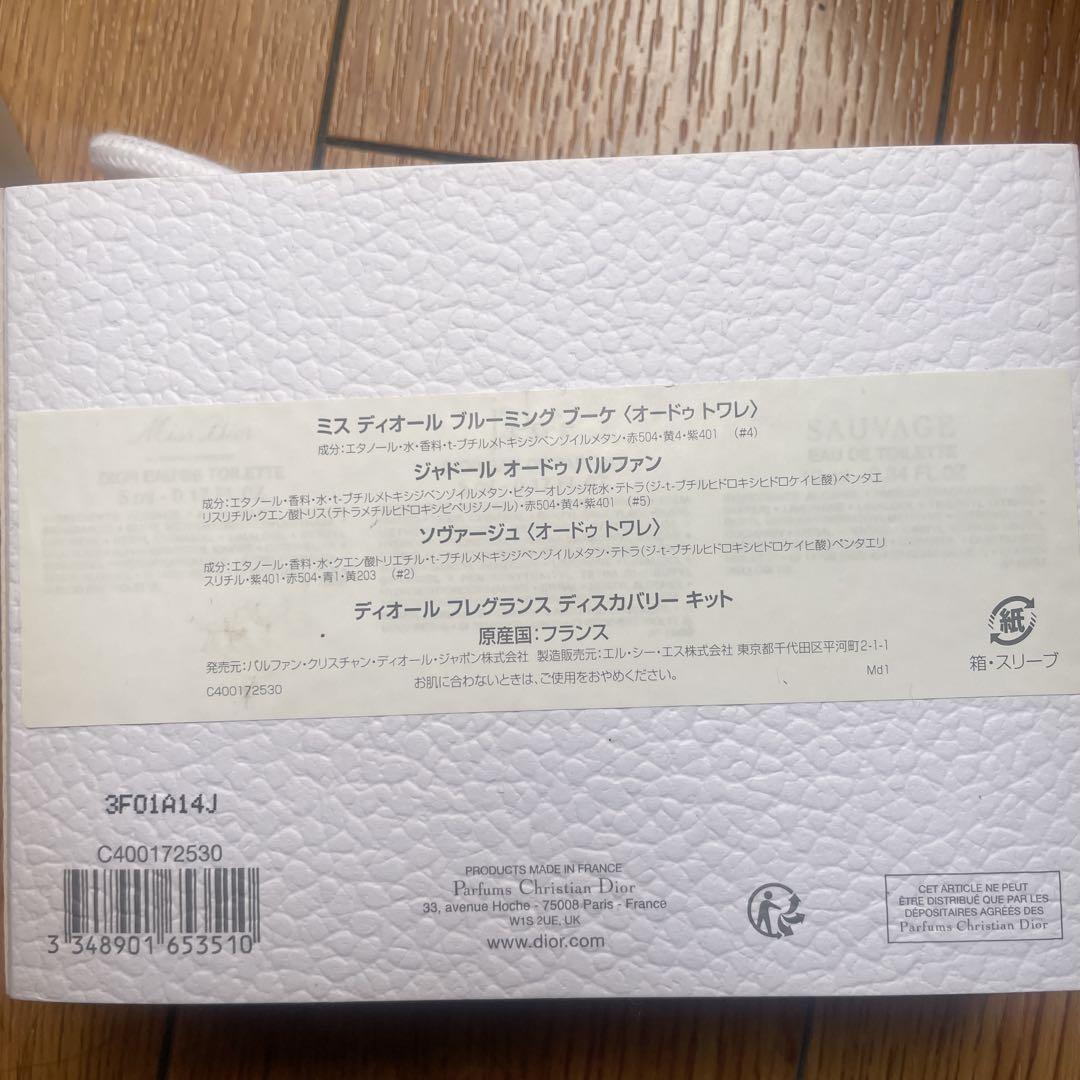 ミス ディオール ブルーミング ブーケ〈オードゥ トワレ〉
成分:エタノール・水・香料・t-ブチルメトキシジベンゾイルメタン・赤504・黄4・紫401 (#4)
ジャドール オードゥ パルファン
成分:エタノール・香料・水・t-ブチルメトキシジベンゾイルメタン・ビターオレンジ花水・テトラ(ジ-t-ブチルヒドロキシヒドロケイヒ酸)ペンタエ
リスリチル・クエン酸トリス(テトラメチルヒドロキシピペリジノール)・赤504・黄4・紫401 (#5)
ソヴァージュ〈オードゥ トワレ〉
成分:エタノール・香料・水・クエン酸トリエチル・t-ブチルメトキシジベンゾイルメタン・テトラ(ジ-t-ブチルヒドロキシヒドロケイヒ酸)ペンタエリ
スリチル・紫401・赤504・青1・黄203 (#2)
ディオール フレグランス ディスカバリー キット
原産国:フランス
発売元:パルファン・クリスチャン・ディオール・ジャポン株式会社 製造販売元:エル・シー・エス株式会社 東京都千代田区平河町2-1-1
C400172530 お肌に合わないときは、ご使用をおやめください。 Md1
紙
箱・スリーブ
Miss Dior
EAU DE TOILETTE
SAUVAGE
EAU DE TOILETTE
3F01A14J
C400172530
3 348901 653510
PRODUCTS MADE IN FRANCE
Parfums Christian Dior
33, avenue Hoche - 75008 Paris - France
W1S 2UE, UK
www.dior.com
CET ARTICLE NE PEUT
ÊTRE DISTRIBUÉ QUE PAR LES
DÉPOSITAIRES AGRÉÉS DES
Parfums Christian Dior